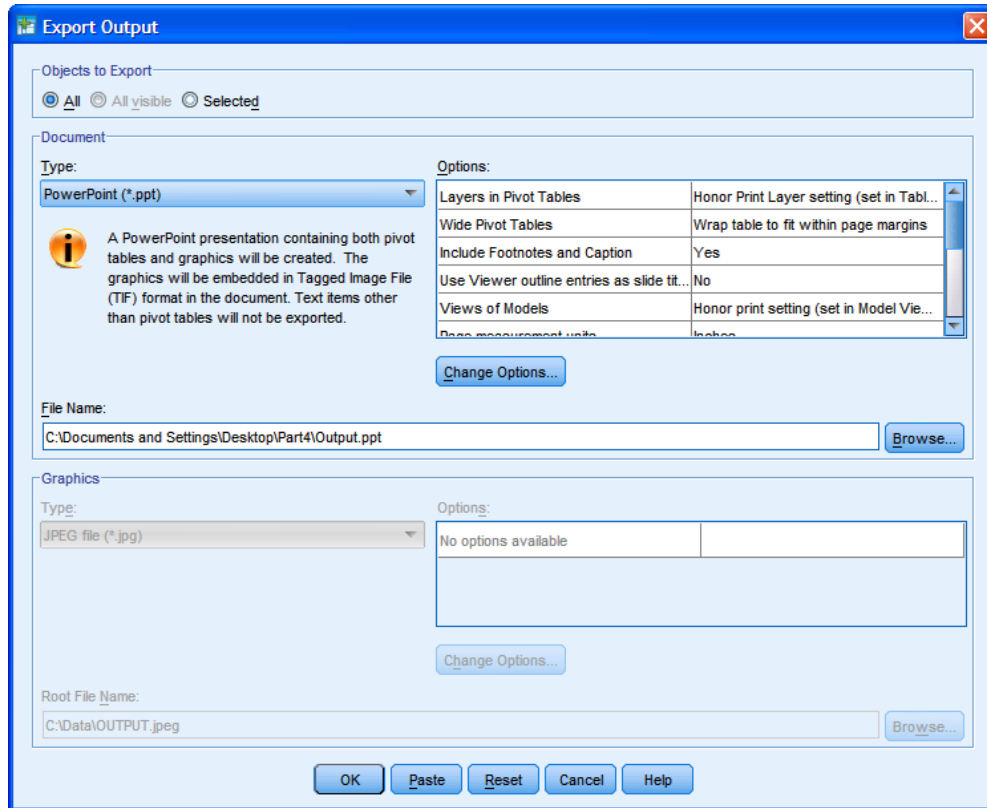 Export Output
Objects to Export
All All visible Selected
Document
Type:
PowerPoint (*.ppt)
A PowerPoint presentation containing both pivot
tables and graphics will be created. The
graphics will be embedded in Tagged Image File
(TIF) format in the document. Text items other
than pivot tables will not be exported.
Options:
Layers in Pivot Tables Honor Print Layer setting (set in Tabl...
Wide Pivot Tables Wrap table to fit within page margins
Include Footnotes and Caption Yes
Use Viewer outline entries as slide tit... No
Views of Models Honor print setting (set in Model Vie...
Page measurement units Inches
Change Options...
File Name:
C:\Documents and Settings\Desktop\Part4\Output.ppt
Browse...
Graphics
Type:
JPEG file (*.jpg)
Options:
No options available
Change Options...
Root File Name:
C:\Data\OUTPUT.jpeg
Browse...
OK Paste Reset Cancel Help